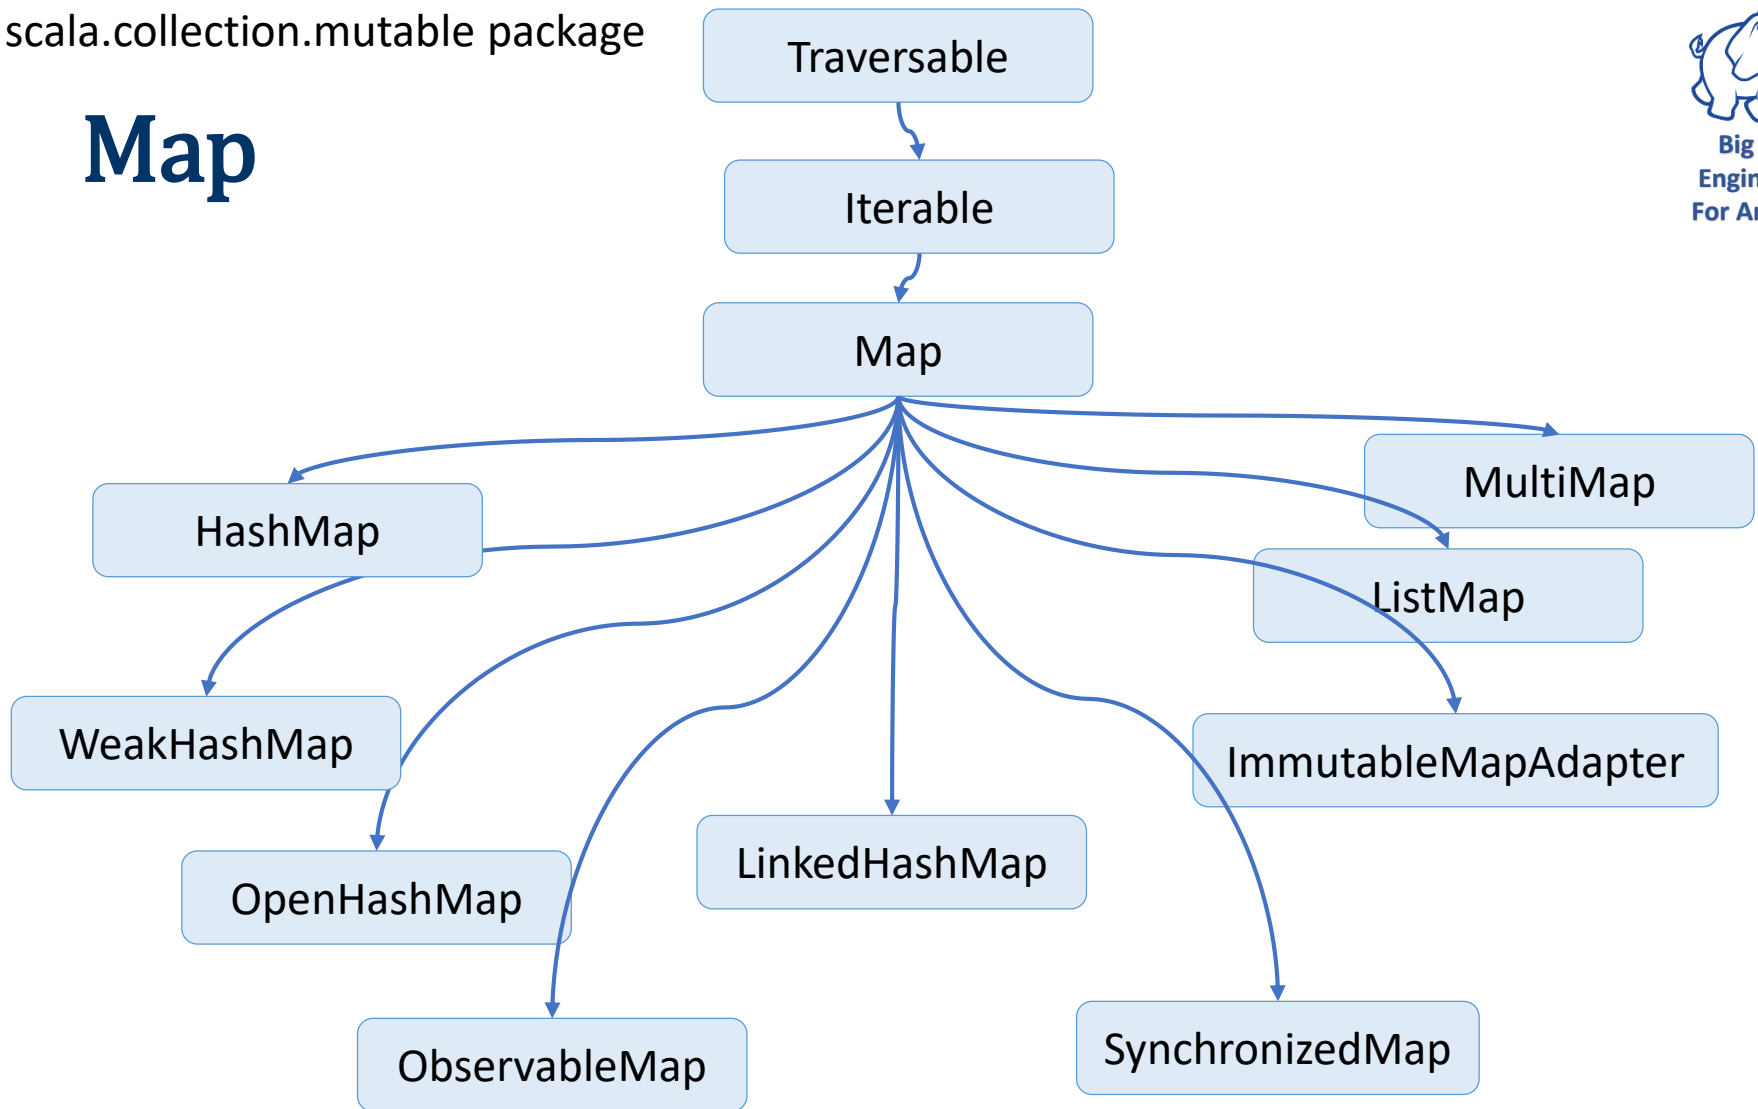 scala.collection.mutable package
Traversable
Map
Big
Iterable
Map
MultiMap
HashMap
ListMap
WeakHashMap
ImmutableMapAdapter
LinkedHashMap
OpenHashMap
SynchronizedMap
ObservableMap